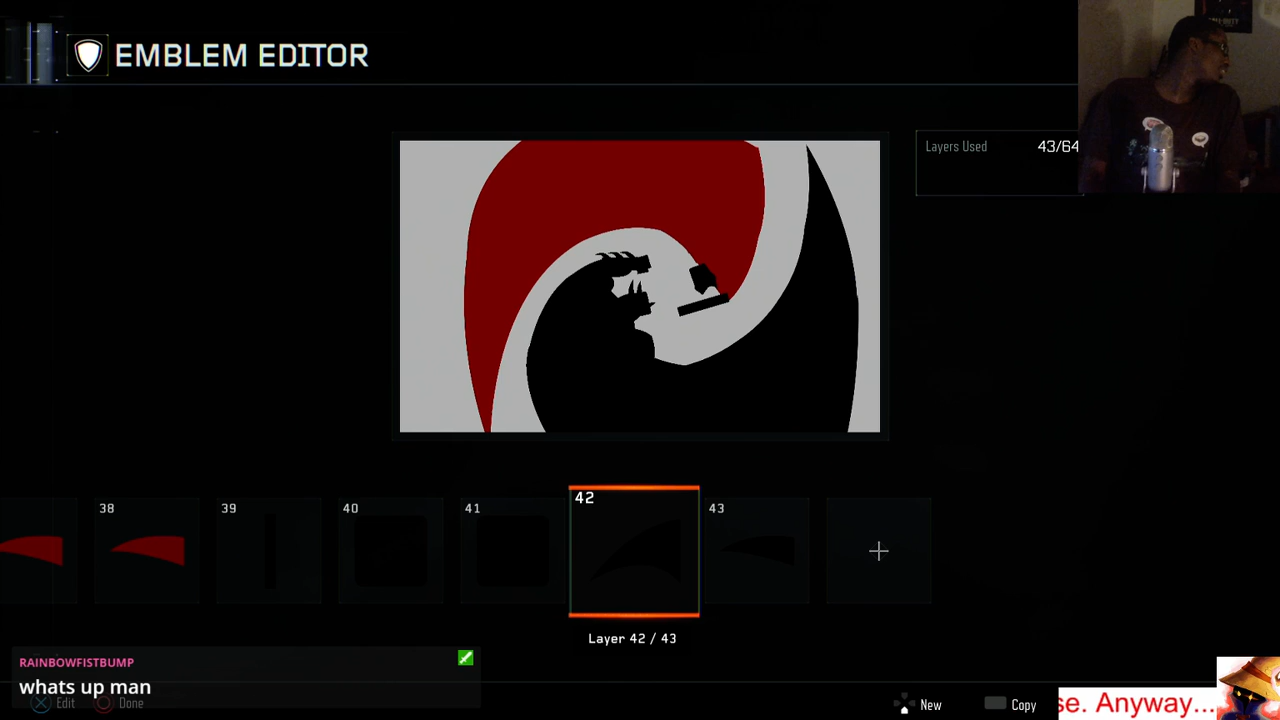 EMBLEM EDITOR
Layers Used 43/64
38 39 40 41 42 43
Layer 42 / 43
RAINBOWFISTBUMP
whats up man
Edit Done
New Copy
se. Anyway...